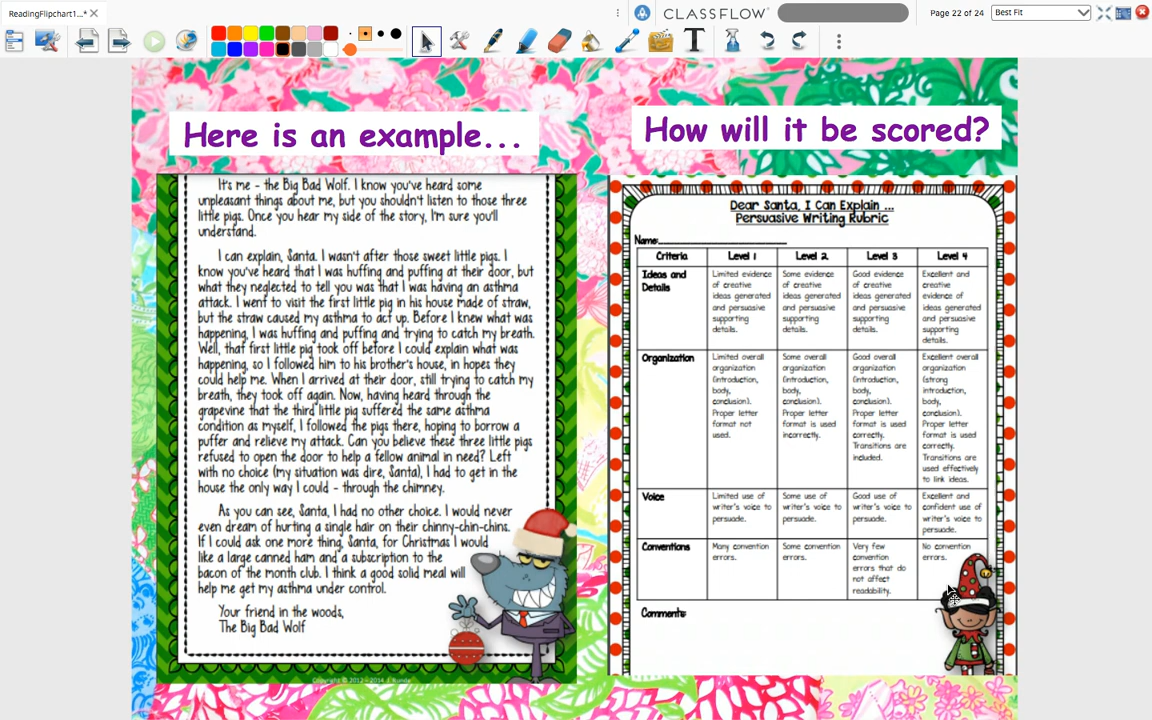 ReadingFlipchart1...*
CLASSFLOW
Page 22 of 24
Best Fit
Here is an example...
It's me - the Big Bad Wolf. I know you've heard some
unpleasant things about me, but you shouldn't listen to those three
little pigs. Once you hear my side of the story, I'm sure you'll
understand.
I can explain, Santa. I wasn't after those sweet little pigs. I
know you've heard that I was huffing and puffing at their door, but
what they neglected to tell you was that I was having an asthma
attack. I went to visit the first little pig in his house made of straw,
but the straw caused my asthma to act up. Before I knew what was
happening, I was huffing and puffing and trying to catch my breath.
Well, that first little pig took off before I could explain what was
happening, so I followed him to his brother's house, in hopes they
could help me. When I arrived at their door, still trying to catch my
breath, they took off again. Now, having heard through the
grapevine that the third little pig suffered the same asthma
condition as myself, I followed the pigs there, hoping to borrow a
puffer and relieve my attack. Can you believe these three little pigs
refused to open the door to help a fellow animal in need? Left
with no choice (my situation was dire, Santa), I had to get in the
house the only way I could - through the chimney.
As you can see, Santa, I had no other choice. I would never
even dream of hurting a single hair on their chinny-chin-chins.
If I could ask one more thing, Santa, for Christmas I would
like a large canned ham and a subscription to the
bacon of the month club. I think a good solid meal will
help me get my asthma under control.
Your friend in the woods,
The Big Bad Wolf
Copyright © 2012 - 2014 J. Runde
How will it be scored?
Dear Santa, I Can Explain ...
Persuasive Writing Rubric
Name:
Criteria
Level 1
Level 2
Level 3
Level 4
Ideas and
Details
Limited evidence
of creative
ideas generated
and persuasive
supporting
details.
Some evidence
of creative
ideas generated
and persuasive
supporting
details.
Good evidence
of creative
ideas generated
and persuasive
supporting
details.
Excellent and
creative
evidence of
ideas generated
and persuasive
supporting
details.
Organization
Limited overall
organization
(introduction,
body,
conclusion).
Proper letter
format not
used.
Some overall
organization
(introduction,
body,
conclusion).
Proper letter
format is used
incorrectly.
Good overall
organization
(introduction,
body,
conclusion).
Proper letter
format is used
correctly.
Transitions are
included.
Excellent overall
organization
(strong
introduction,
body,
conclusion).
Proper letter
format is used
correctly.
Transitions are
used effectively
to link ideas.
Voice
Limited use of
writer's voice to
persuade.
Some use of
writer's voice to
persuade.
Good use of
writer's voice to
persuade.
Excellent and
confident use of
writer's voice to
persuade.
Conventions
Many convention
errors.
Some convention
errors.
Very few
convention
errors that do
not affect
readability.
No convention
errors.
Comments: